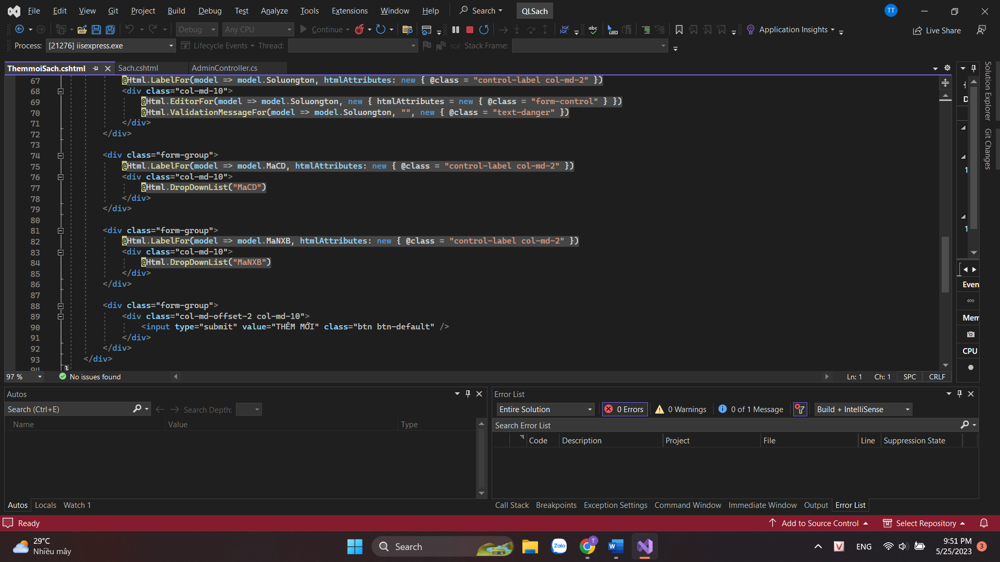 File Edit View Git Project Build Debug Test Analyze Tools Extensions Window Help Search QLSach TT
Debug Any CPU Continue Application Insights Live Share
Process: [21276] iisexpress.exe Lifecycle Events Thread: Stack Frame:
ThemmoiSach.cshtml Sach.cshtml AdminController.cs
67 @Html.LabelFor(model => model.Soluongton, htmlAttributes: new { @class = "control-label col-md-2" })
68 <div class="col-md-10">
69 @Html.EditorFor(model => model.Soluongton, new { htmlAttributes = new { @class = "form-control" } })
70 @Html.ValidationMessageFor(model => model.Soluongton, "", new { @class = "text-danger" })
71 </div>
72 </div>
73
74 <div class="form-group">
75 @Html.LabelFor(model => model.MaCD, htmlAttributes: new { @class = "control-label col-md-2" })
76 <div class="col-md-10">
77 @Html.DropDownList("MaCD")
78 </div>
79 </div>
80
81 <div class="form-group">
82 @Html.LabelFor(model => model.MaNXB, htmlAttributes: new { @class = "control-label col-md-2" })
83 <div class="col-md-10">
84 @Html.DropDownList("MaNXB")
85 </div>
86 </div>
87
88 <div class="form-group">
89 <div class="col-md-offset-2 col-md-10">
90 <input type="submit" value="THÊM MỚI" class="btn btn-default" />
91 </div>
92 </div>
93 </div>
94 }
97 % No issues found Ln: 1 Ch: 1 SPC CRLF
D
1
1
Even
Mem
CPU
Solution Explorer
Git Changes
Autos
Search (Ctrl+E) Search Depth:
Name Value Type
Autos Locals Watch 1
Error List
Entire Solution 0 Errors 0 Warnings 0 of 1 Message Build + IntelliSense
Search Error List
Code Description Project File Line Suppression State
Call Stack Breakpoints Exception Settings Command Window Immediate Window Output Error List
Ready Add to Source Control Select Repository
29°C
Nhiều mây
Search
Zalo
T
W
V
ENG
9:51 PM
5/25/2023
3